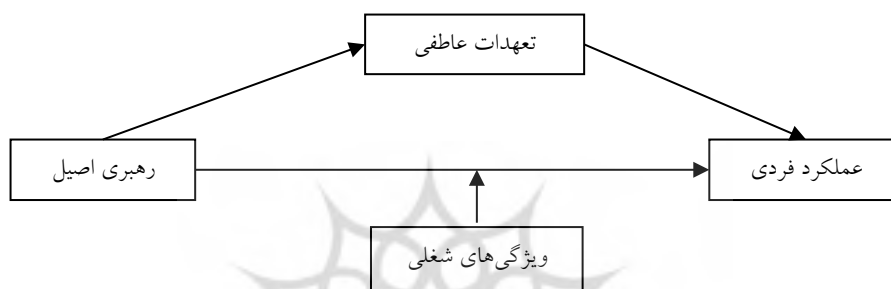 تعهدات عاطفی
رهبری اصیل
عملکرد فردی
ویژگی‌های شغلی